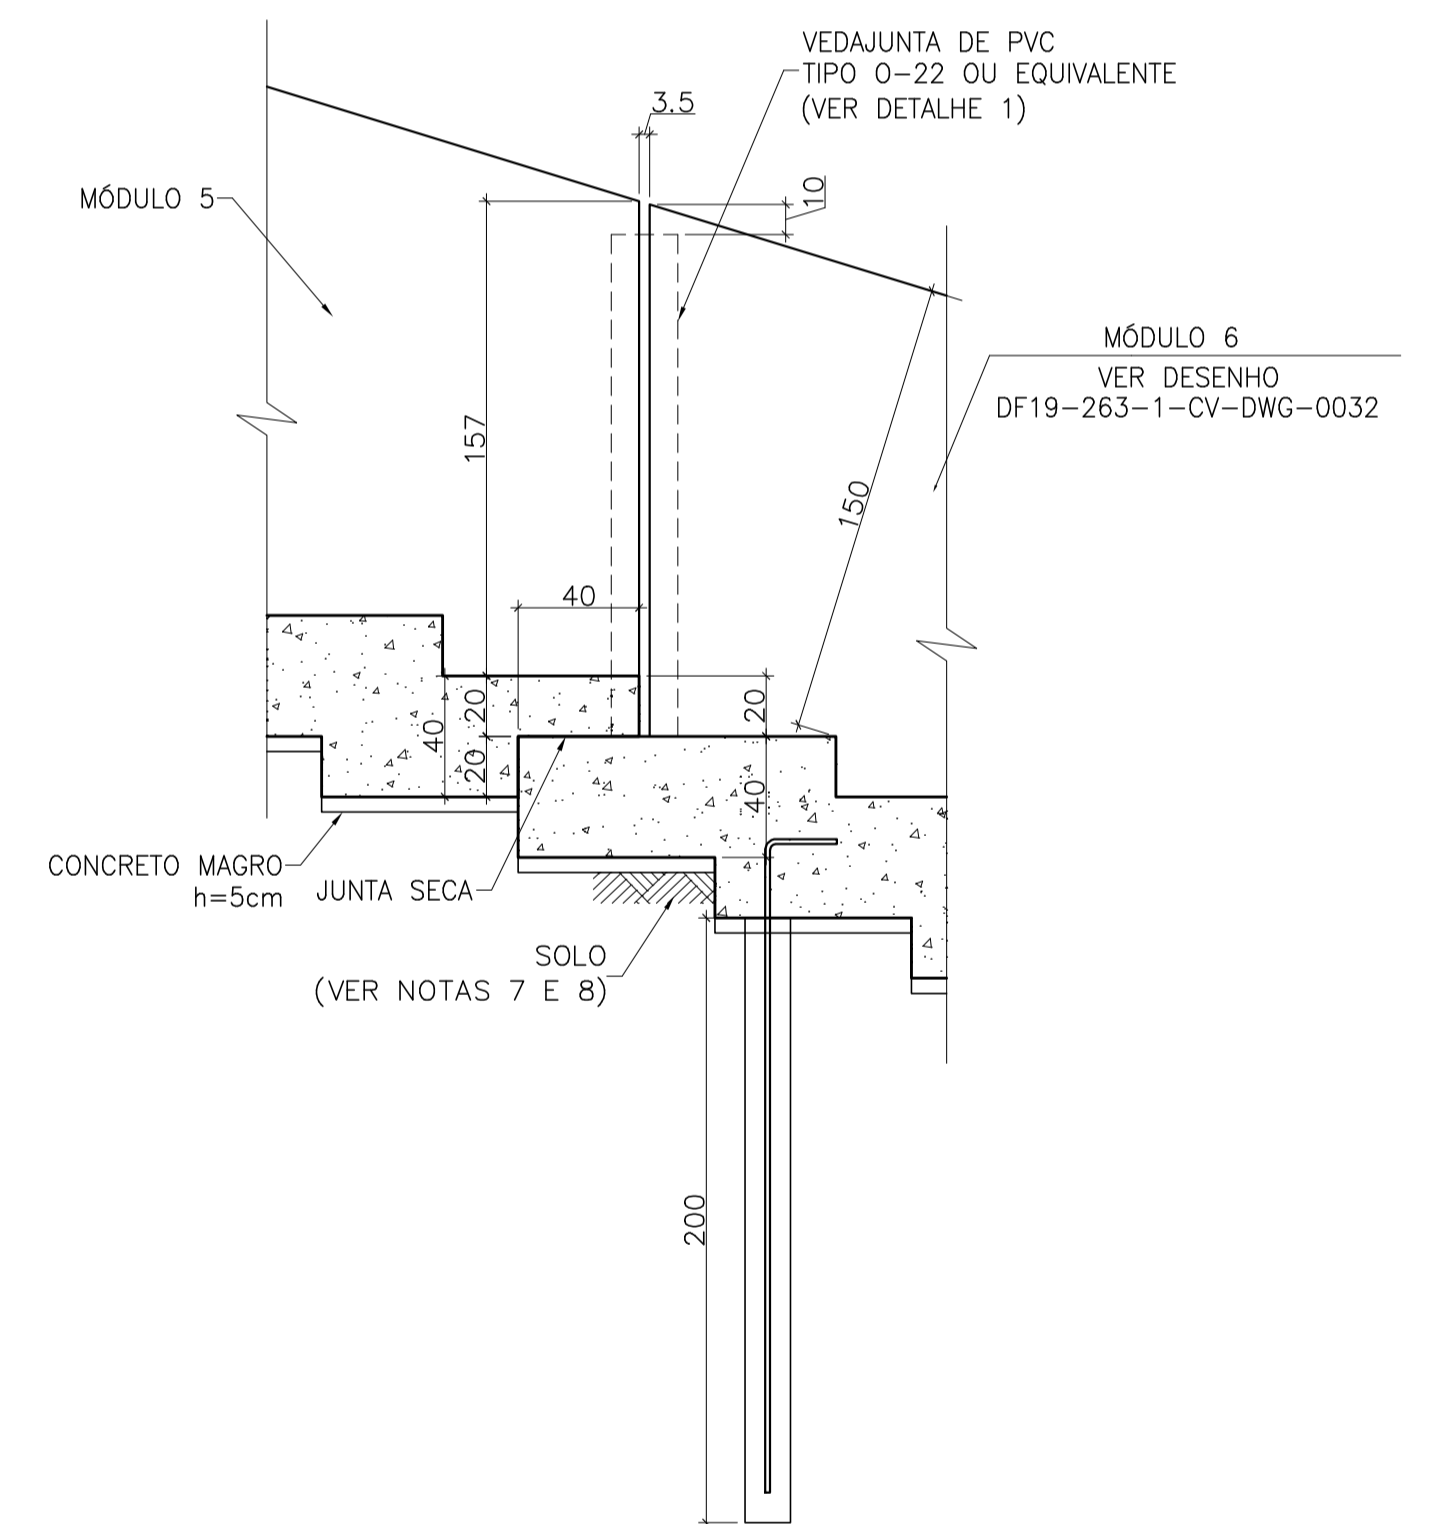 VEDAJUNTA DE PVC
TIPO O-22 OU EQUIVALENTE
(VER DETALHE 1)
3.5
10
MÓDULO 5
MÓDULO 6
VER DESENHO
DF19-263-1-CV-DWG-0032
157
150
40
20
20
40
20
40
CONCRETO MAGRO
h=5cm
JUNTA SECA
SOLO
(VER NOTAS 7 E 8)
200